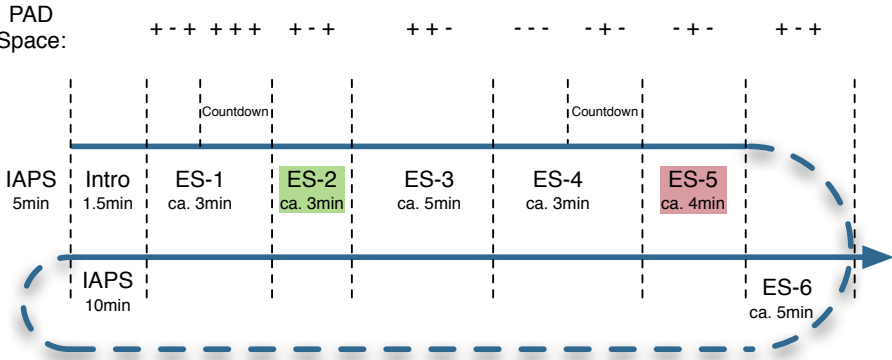 PAD
Space:
+ - + + + + + - + + + - - - - - + - - + - + - +
Countdown Countdown
IAPS Intro ES-1 ES-2 ES-3 ES-4 ES-5
5min 1.5min ca. 3min ca. 3min ca. 5min ca. 3min ca. 4min
IAPS
10min
ES-6
ca. 5min